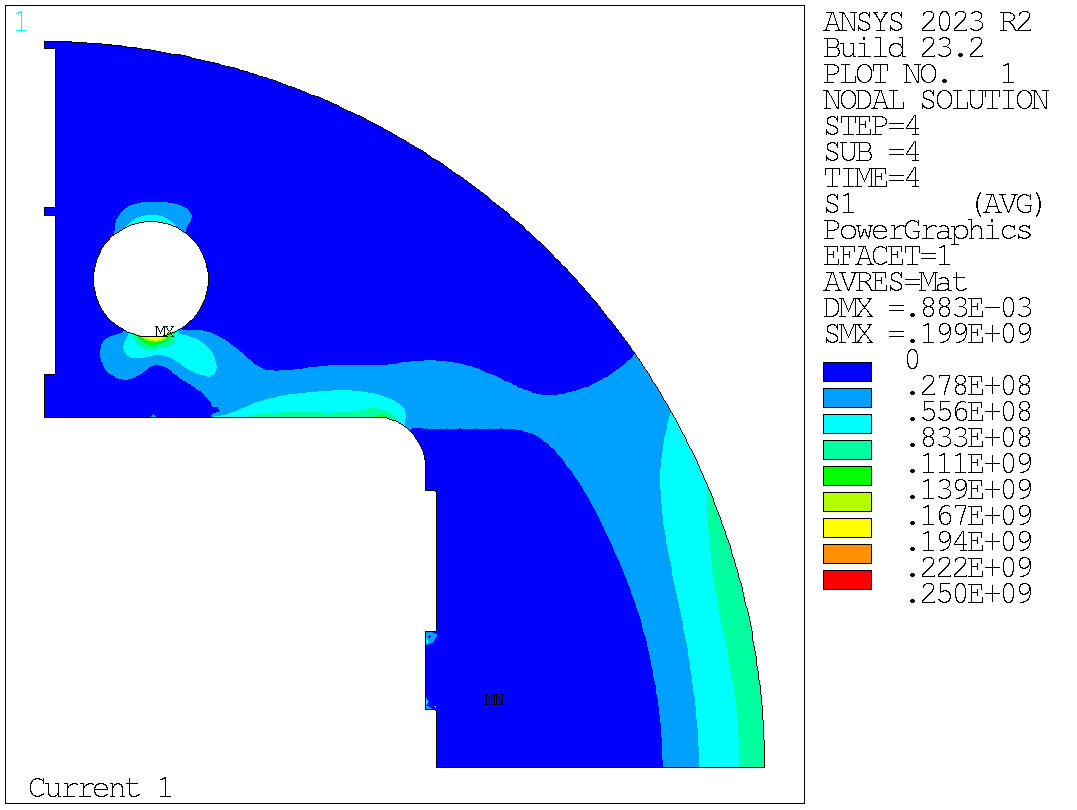 1
ANSYS 2023 R2
Build 23.2
PLOT NO.   1
NODAL SOLUTION
STEP=4
SUB =4
TIME=4
S1       (AVG)
PowerGraphics
EFACET=1
AVRES=Mat
DMX =.883E-03
SMX =.199E+09
0
.278E+08
.556E+08
.833E+08
.111E+09
.139E+09
.167E+09
.194E+09
.222E+09
.250E+09
MX
MN
Current 1